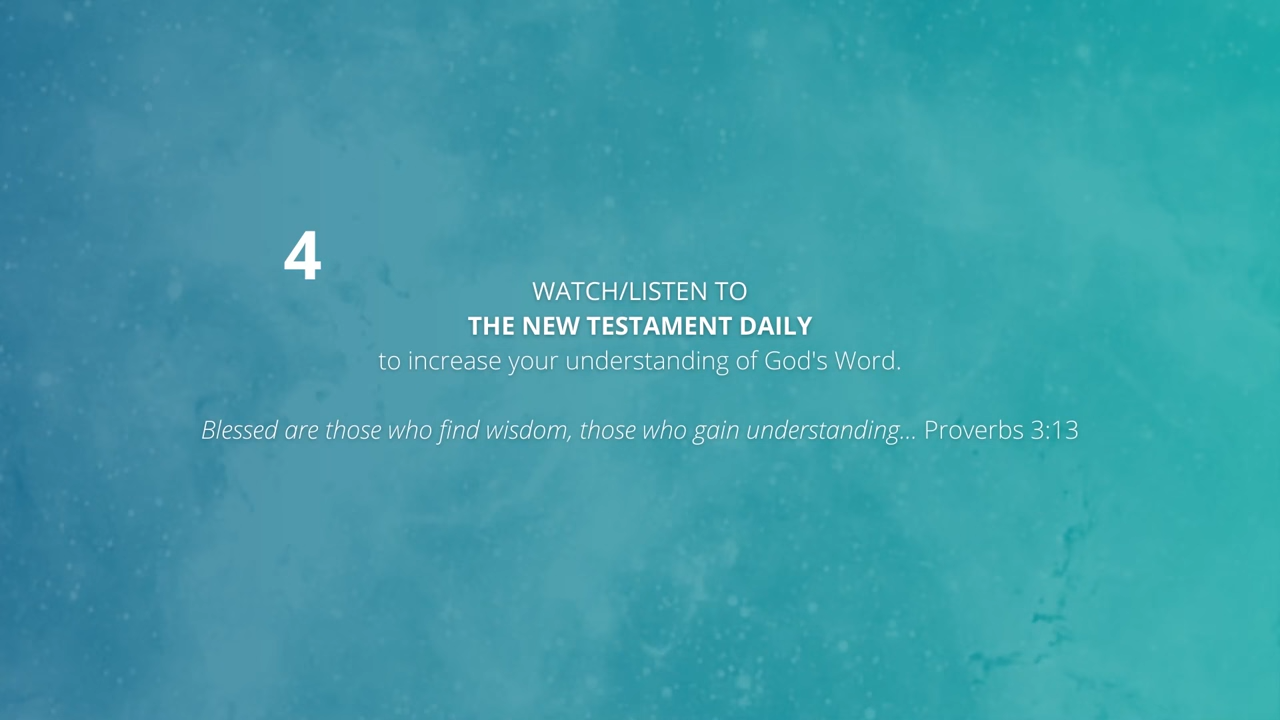 4
WATCH/LISTEN TO
THE NEW TESTAMENT DAILY
to increase your understanding of God's Word.
Blessed are those who find wisdom, those who gain understanding... Proverbs 3:13